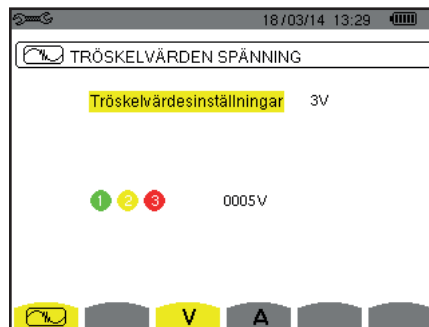 18/03/14 13:29
TRÖSKELVÄRDEN SPÄNNING
Tröskelvärdesinställningar 3V
1 2 3 0005V
V A